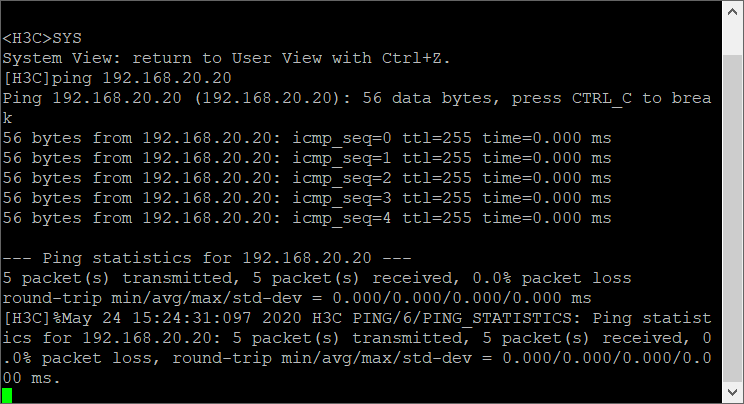 <H3C>SYS
System View: return to User View with Ctrl+Z.
[H3C]ping 192.168.20.20
Ping 192.168.20.20 (192.168.20.20): 56 data bytes, press CTRL_C to brea
k
56 bytes from 192.168.20.20: icmp_seq=0 ttl=255 time=0.000 ms
56 bytes from 192.168.20.20: icmp_seq=1 ttl=255 time=0.000 ms
56 bytes from 192.168.20.20: icmp_seq=2 ttl=255 time=0.000 ms
56 bytes from 192.168.20.20: icmp_seq=3 ttl=255 time=0.000 ms
56 bytes from 192.168.20.20: icmp_seq=4 ttl=255 time=0.000 ms

--- Ping statistics for 192.168.20.20 ---
5 packet(s) transmitted, 5 packet(s) received, 0.0% packet loss
round-trip min/avg/max/std-dev = 0.000/0.000/0.000/0.000 ms
[H3C]%May 24 15:24:31:097 2020 H3C PING/6/PING_STATISTICS: Ping statist
ics for 192.168.20.20: 5 packet(s) transmitted, 5 packet(s) received, 0
.0% packet loss, round-trip min/avg/max/std-dev = 0.000/0.000/0.000/0.0
00 ms.